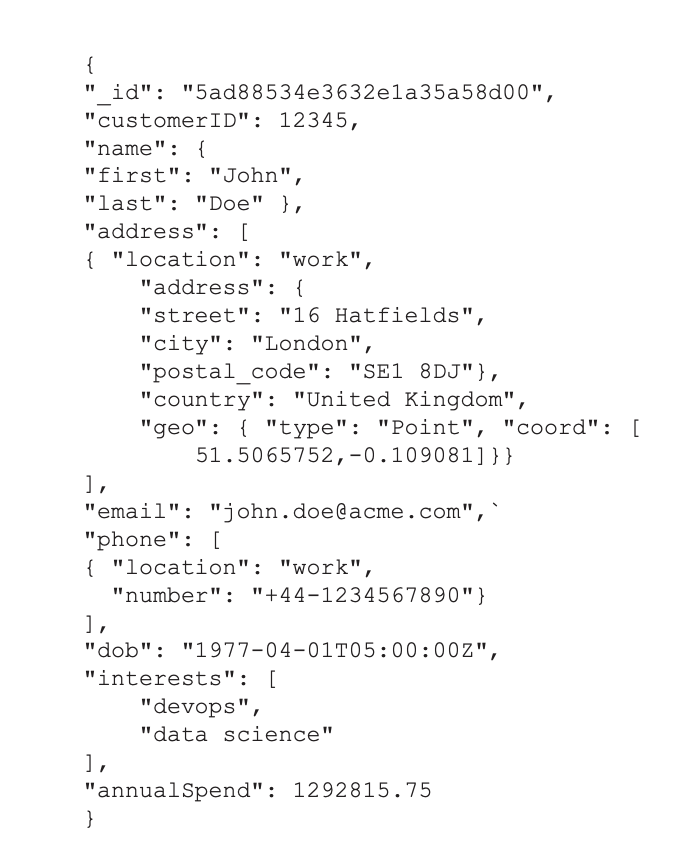 {
"_id": "5ad88534e3632e1a35a58d00",
"customerID": 12345,
"name": {
"first": "John",
"last": "Doe" },
"address": [
{ "location": "work",
    "address": {
    "street": "16 Hatfields",
    "city": "London",
    "postal_code": "SE1 8DJ"},
    "country": "United Kingdom",
    "geo": { "type": "Point", "coord": [
        51.5065752,-0.109081]}}
],
"email": "john.doe@acme.com",`
"phone": [
{ "location": "work",
  "number": "+44-1234567890"}
],
"dob": "1977-04-01T05:00:00Z",
"interests": [
    "devops",
    "data science"
],
"annualSpend": 1292815.75
}